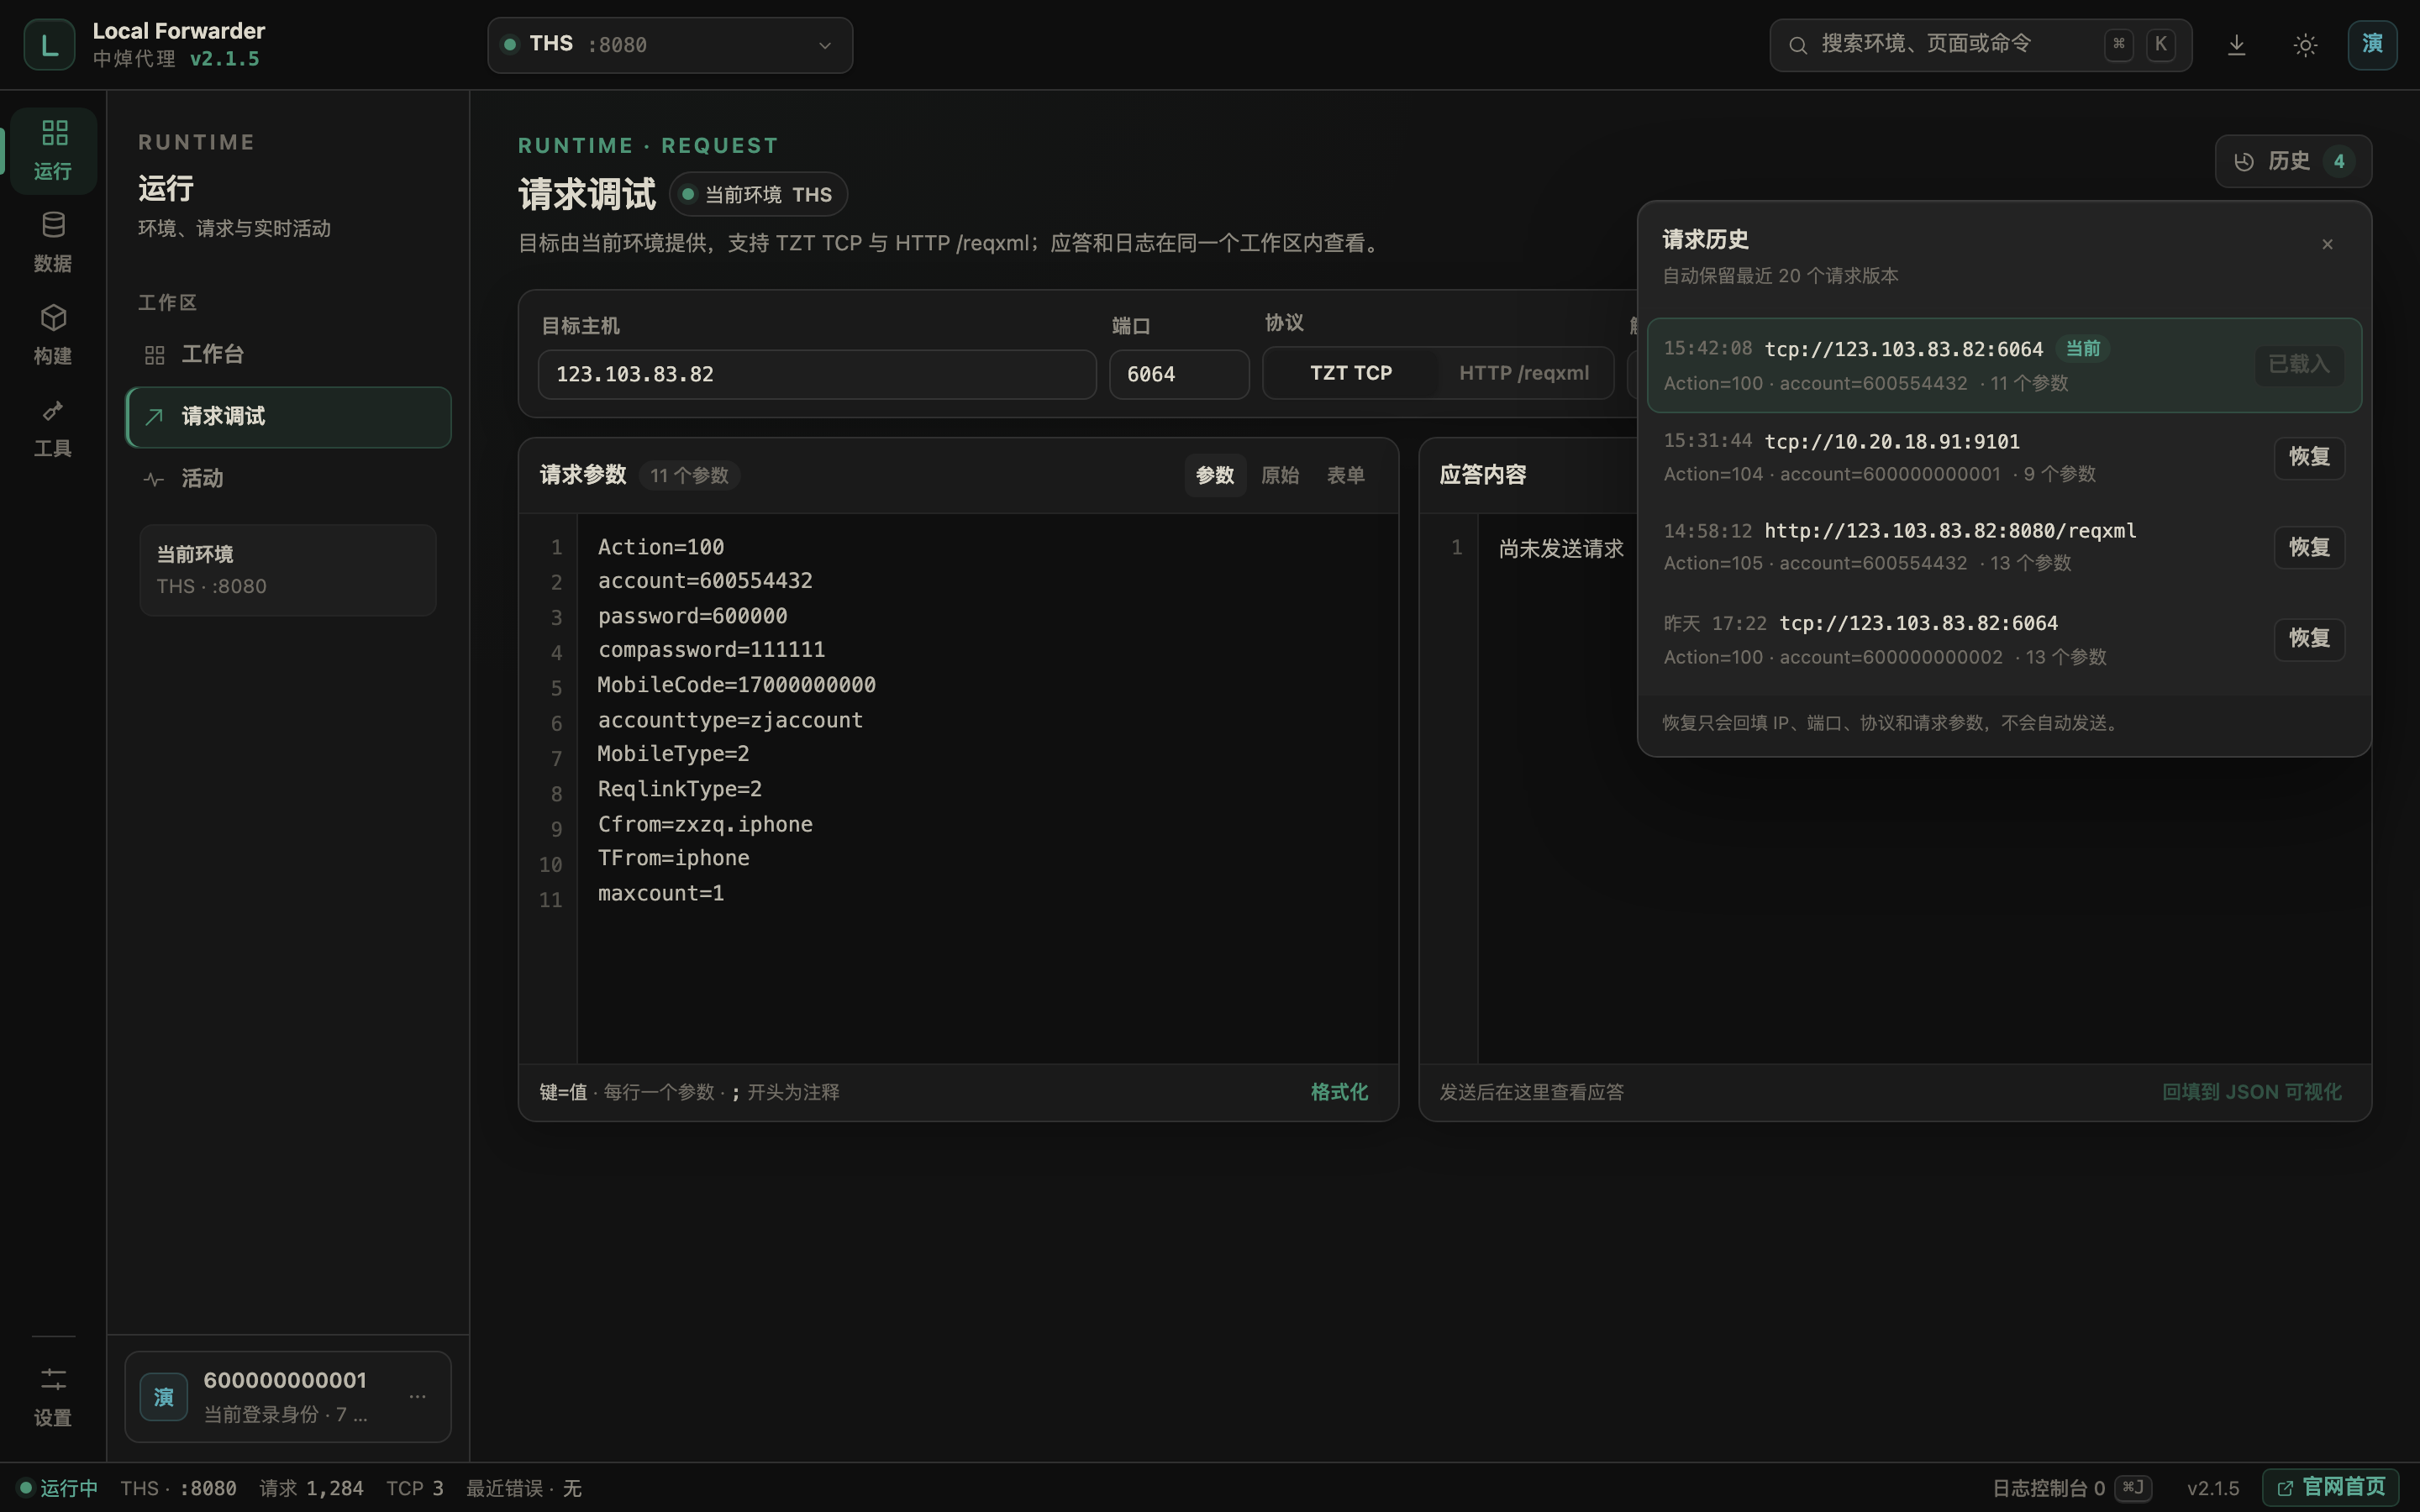 L
Local Forwarder
中焯代理 v2.1.5
THS :8080
搜索环境、页面或命令 ⌘ K
演
运行
数据
构建
工具
设置
RUNTIME
运行
环境、请求与实时活动
工作区
工作台
请求调试
活动
当前环境
THS · :8080
演
600000000001
当前登录身份 · 7 ...
...
RUNTIME · REQUEST
请求调试
当前环境 THS
目标由当前环境提供，支持 TZT TCP 与 HTTP /reqxml；应答和日志在同一个工作区内查看。
历史 4
目标主机
端口
协议
123.103.83.82
6064
TZT TCP
HTTP /reqxml
请求参数 11 个参数
参数 原始 表单
1 Action=100
2 account=600554432
3 password=600000
4 compassword=111111
5 MobileCode=17000000000
6 accounttype=zjaccount
7 MobileType=2
8 ReqlinkType=2
9 Cfrom=zxzq.iphone
10 TFrom=iphone
11 maxcount=1
键=值 · 每行一个参数 · ; 开头为注释
格式化
应答内容
1 尚未发送请求
发送后在这里查看应答
回填到 JSON 可视化
请求历史
×
自动保留最近 20 个请求版本
15:42:08 tcp://123.103.83.82:6064 当前
Action=100 · account=600554432 · 11 个参数
已载入
15:31:44 tcp://10.20.18.91:9101
Action=104 · account=600000000001 · 9 个参数
恢复
14:58:12 http://123.103.83.82:8080/reqxml
Action=105 · account=600554432 · 13 个参数
恢复
昨天 17:22 tcp://123.103.83.82:6064
Action=100 · account=600000000002 · 13 个参数
恢复
恢复只会回填 IP、端口、协议和请求参数，不会自动发送。
运行中 THS · :8080 请求 1,284 TCP 3 最近错误 · 无
日志控制台 0 ⌘J v2.1.5 官网首页